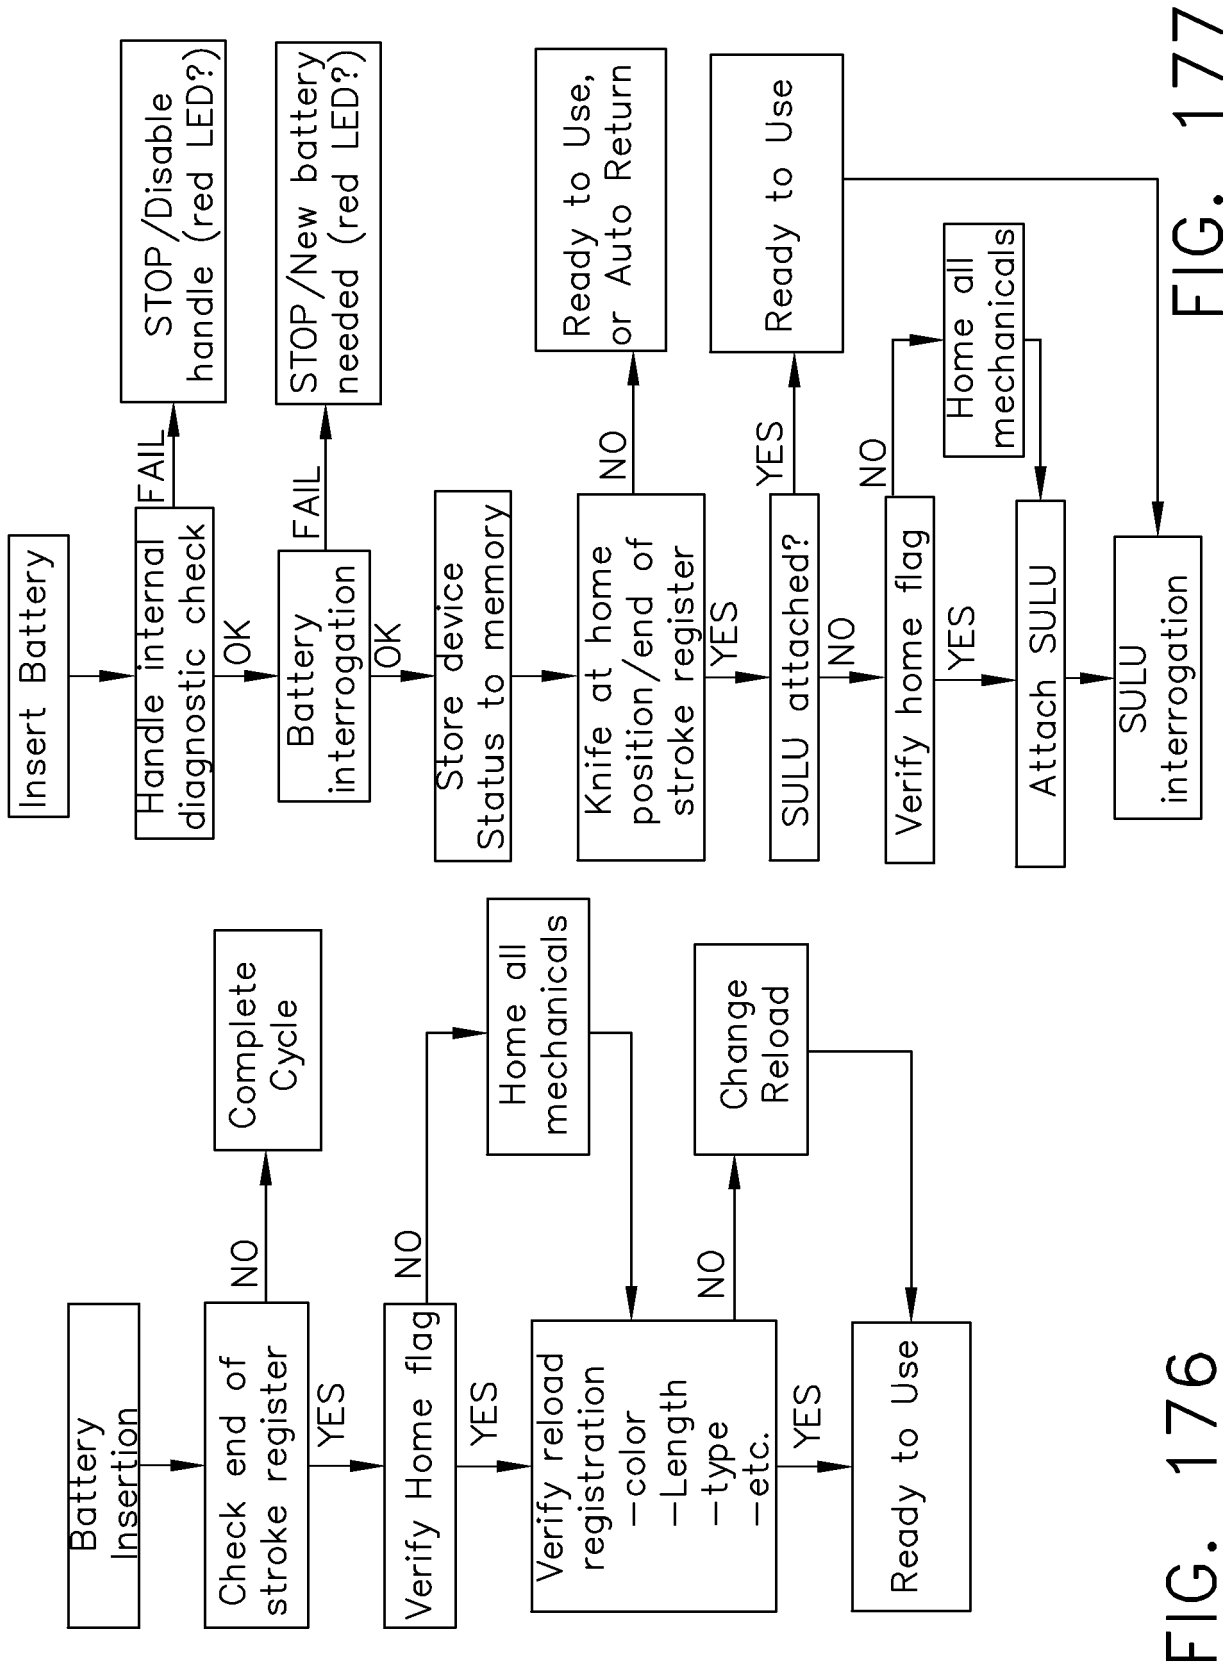 Battery
Insertion
Check end of
stroke register
NO
Complete
Cycle
YES
Verify Home flag
NO
Home all
mechanicals
YES
Verify reload
registration
–color
–Length
–type
–etc.
NO
Change
Reload
YES
Ready to Use
FIG. 176
Insert Battery
Handle internal
diagnostic check
FAIL
STOP/Disable
handle (red LED?)
OK
Battery
interrogation
FAIL
STOP/New battery
needed (red LED?)
OK
Store device
Status to memory
Knife at home
position/end of
stroke register
NO
Ready to Use,
or Auto Return
YES
SULU attached?
YES
Ready to Use
NO
Verify home flag
NO
Home all
mechanicals
YES
Attach SULU
SULU
interrogation
FIG. 177